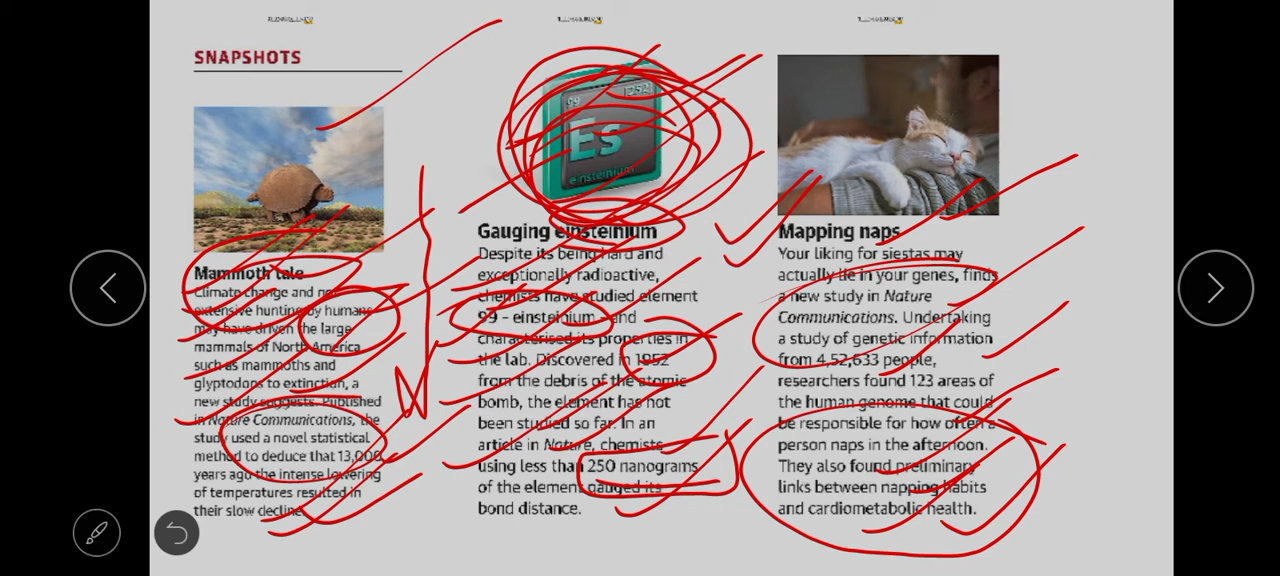 SNAPSHOTS
Mammoth tale
Climate change and not
extensive hunting by humans
may have driven the large
mammals of North America
such as mammoths and
glyptodons to extinction, a
new study suggests. Published
in Nature Communications, the
study used a novel statistical
method to deduce that 13,000
years ago the intense lowering
of temperatures resulted in
their slow decline.
99
[252]
Es
einsteinium
Gauging einsteinium
Despite its being hard and
exceptionally radioactive,
chemists have studied element
99 – einsteinium – and
characterised its properties in
the lab. Discovered in 1952
from the debris of the atomic
bomb, the element has not
been studied so far. In an
article in Nature, chemists
using less than 250 nanograms
of the element gauged its
bond distance.
Mapping naps
Your liking for siestas may
actually lie in your genes, finds
a new study in Nature
Communications. Undertaking
a study of genetic information
from 4,52,633 people,
researchers found 123 areas of
the human genome that could
be responsible for how often a
person naps in the afternoon.
They also found preliminary
links between napping habits
and cardiometabolic health.